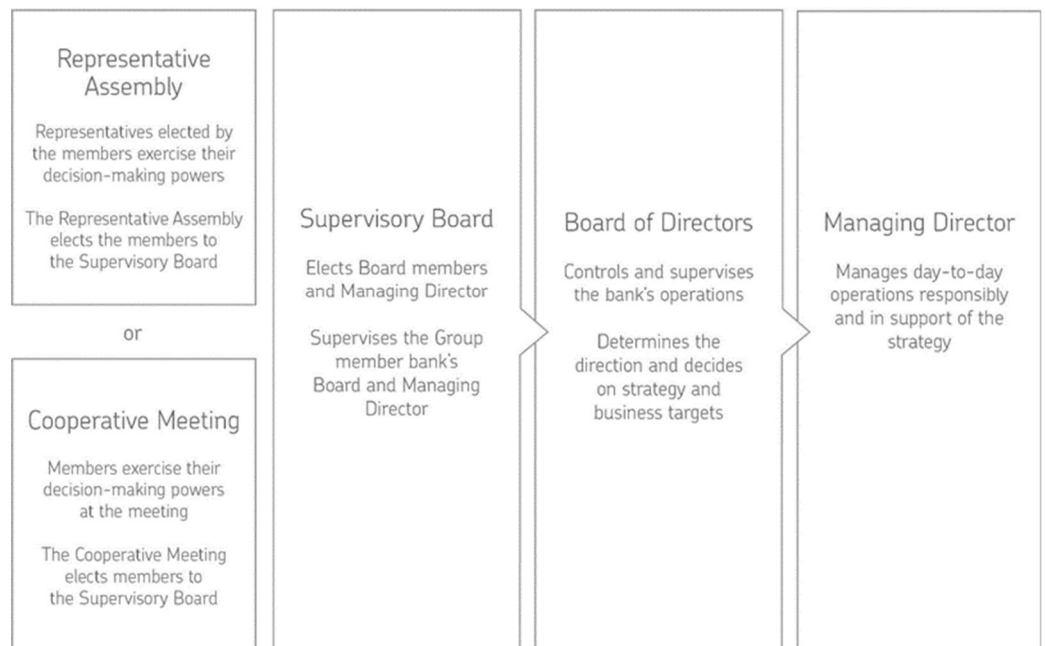 Representative
Assembly
Representatives elected by
the members exercise their
decision-making powers
The Representative Assembly
elects the members to
the Supervisory Board
or
Cooperative Meeting
Members exercise their
decision-making powers
at the meeting
The Cooperative Meeting
elects members to
the Supervisory Board
Supervisory Board
Elects Board members
and Managing Director
Supervises the Group
member bank's
Board and Managing
Director
Board of Directors
Controls and supervises
the bank's operations
Determines the
direction and decides
on strategy and
business targets
Managing Director
Manages day-to-day
operations responsibly
and in support of the
strategy